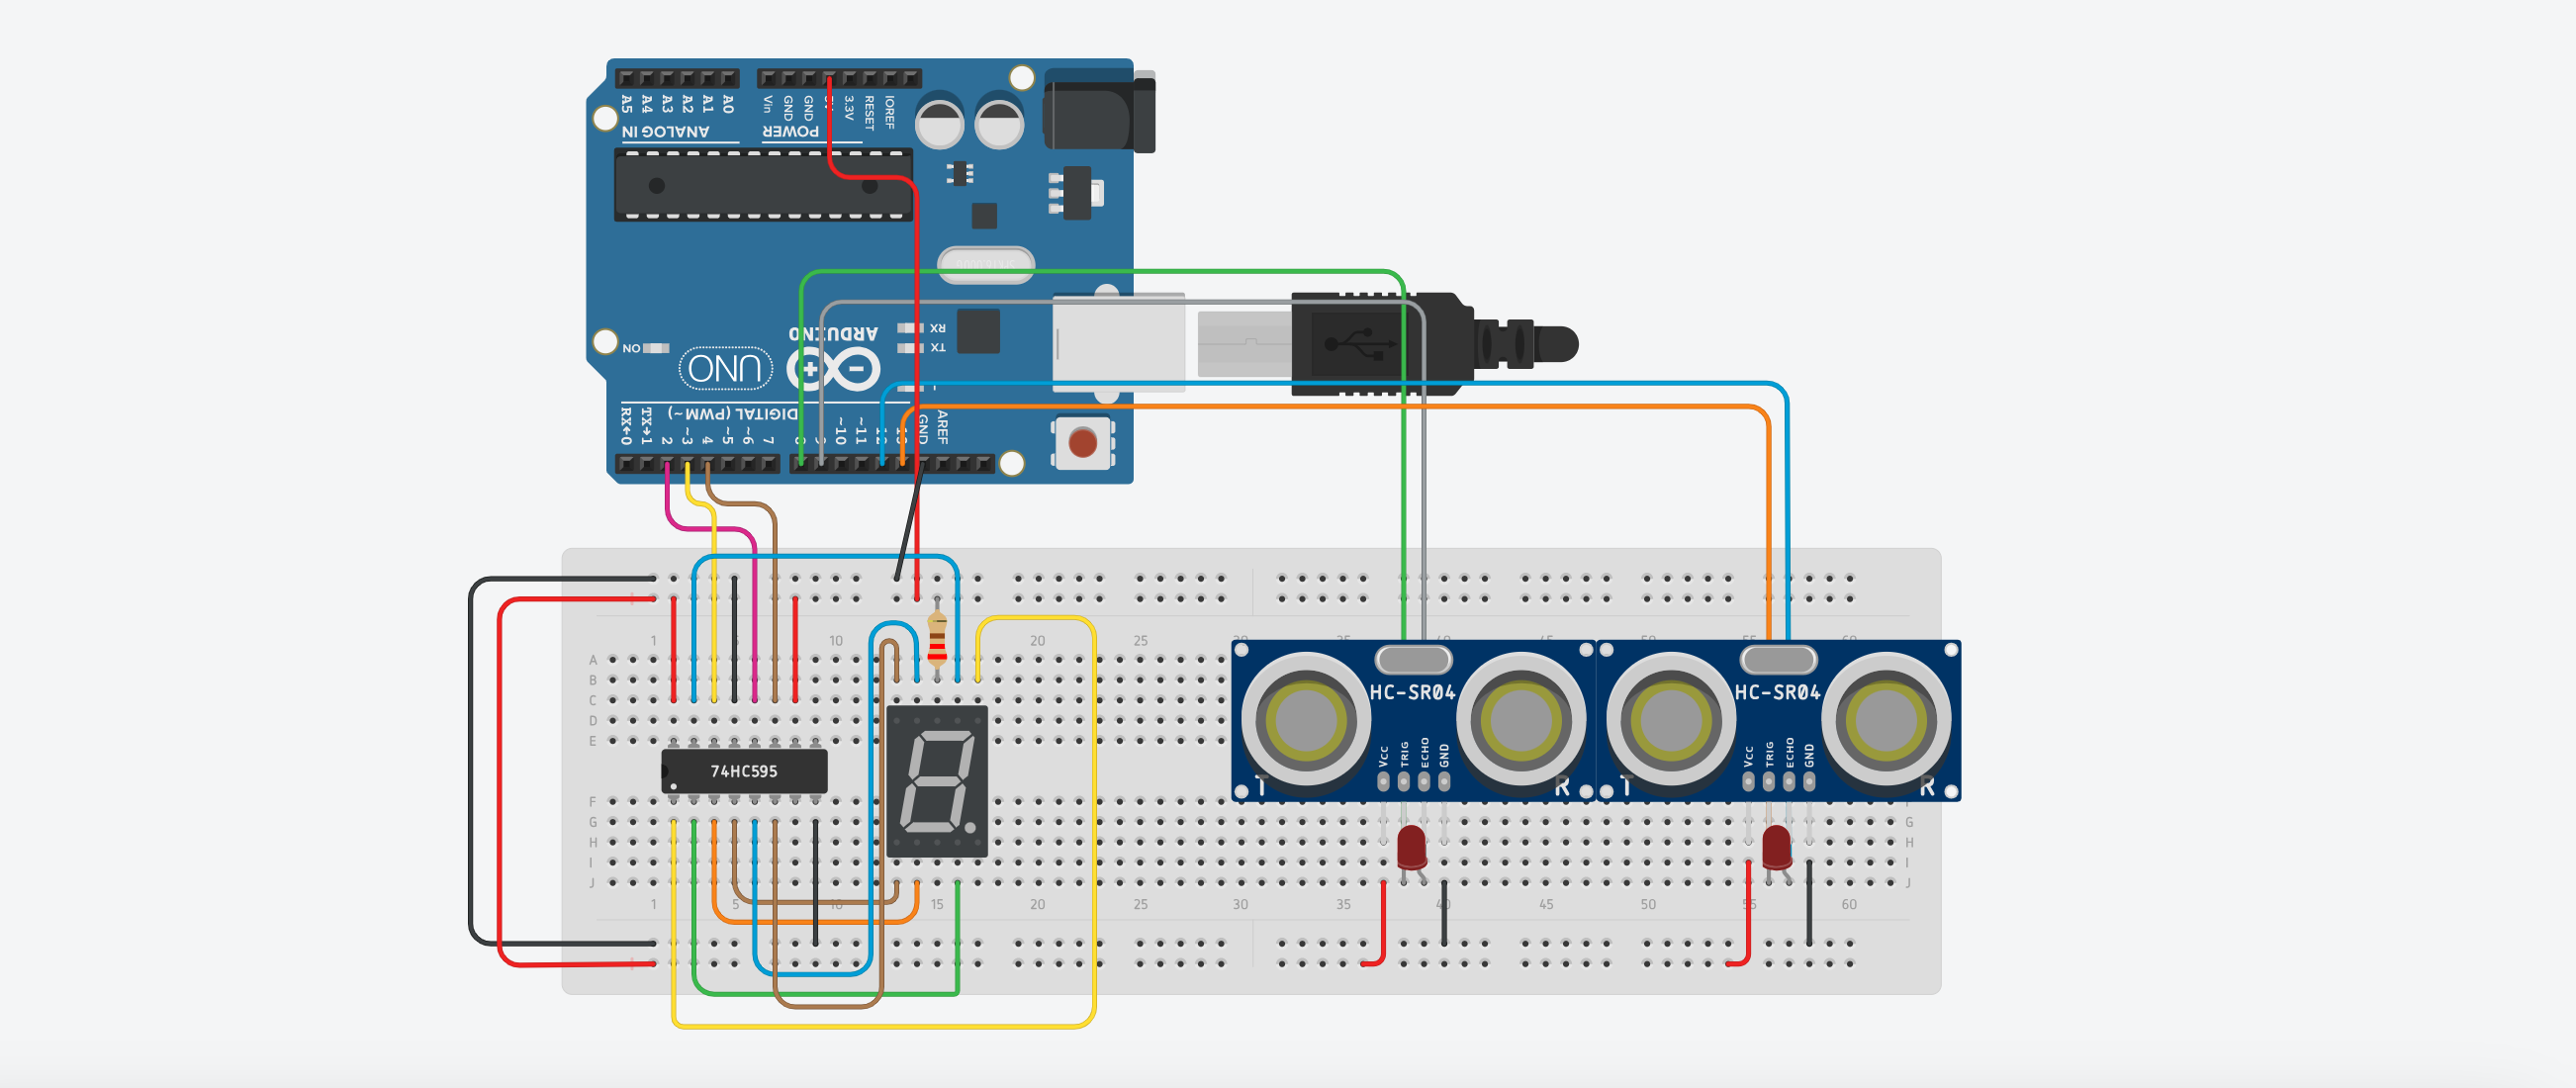 A5 A4 A3 A2 A1 A0
Vin GND GND 5V 3.3V RESET IOREF
ANALOG IN
POWER
RX
TX
ON
ARDUINO
UNO
L
DIGITAL (PWM~)
RX←0 TX→1 2 ~3 4 ~5 ~6 7 8 9 ~10 ~11 12 13 GND AREF
1 5 10 20 25 30 35 40 45 50 55 60
A
B
C
D
E
HC-SR04 HC-SR04
VCC TRIG ECHO GND VCC TRIG ECHO GND
T R T R
74HC595
F F
G G
H H
I I
J J
1 5 10 15 20 25 30 35 40 45 50 55 60